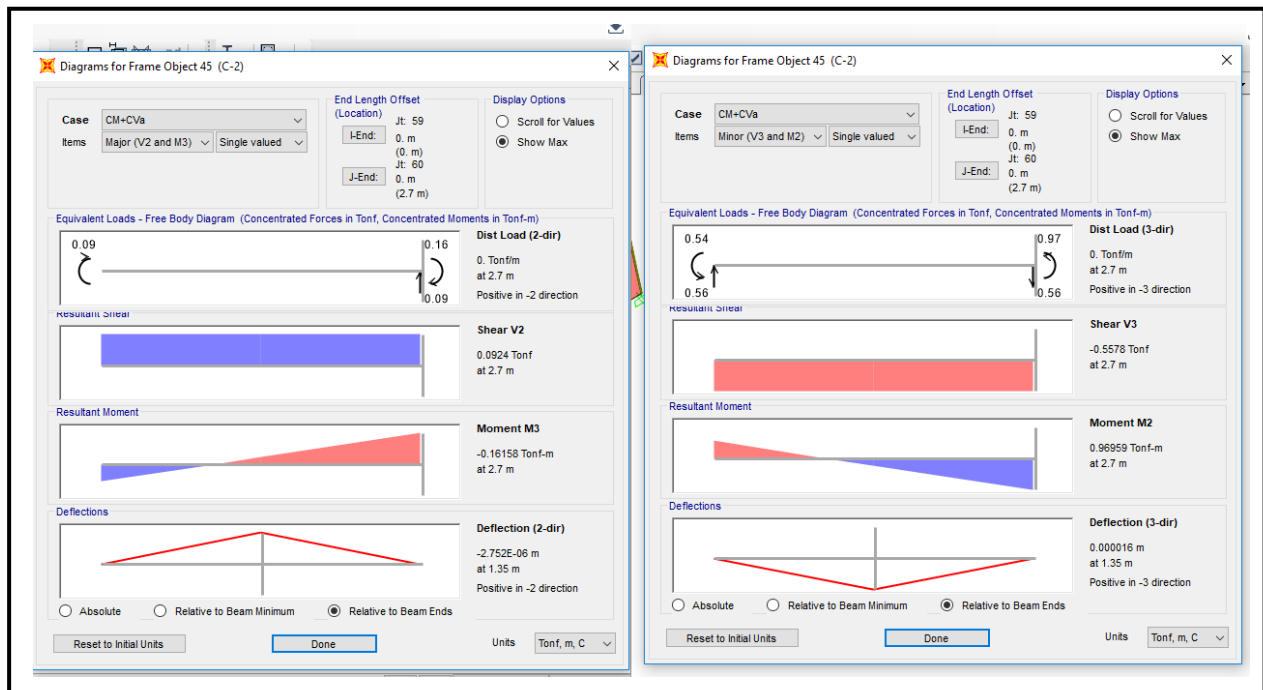 Diagrams for Frame Object 45 (C-2)
Case CM+CVa
Items Major (V2 and M3) Single valued
End Length Offset
(Location)
Jt: 59
I-End: 0. m
(0. m)
Jt: 60
J-End: 0. m
(2.7 m)
Display Options
Scroll for Values
Show Max
Equivalent Loads - Free Body Diagram (Concentrated Forces in Tonf, Concentrated Moments in Tonf-m)
0.09 0.16
0.09
Dist Load (2-dir)
0. Tonf/m
at 2.7 m
Positive in -2 direction
Resultant Shear
Shear V2
0.0924 Tonf
at 2.7 m
Resultant Moment
Moment M3
-0.16158 Tonf-m
at 2.7 m
Deflections
Deflection (2-dir)
-2.752E-06 m
at 1.35 m
Positive in -2 direction
Absolute Relative to Beam Minimum Relative to Beam Ends
Reset to Initial Units Done Units Tonf, m, C
Diagrams for Frame Object 45 (C-2)
Case CM+CVa
Items Minor (V3 and M2) Single valued
End Length Offset
(Location)
Jt: 59
I-End: 0. m
(0. m)
Jt: 60
J-End: 0. m
(2.7 m)
Display Options
Scroll for Values
Show Max
Equivalent Loads - Free Body Diagram (Concentrated Forces in Tonf, Concentrated Moments in Tonf-m)
0.54 0.97
0.56 0.56
Dist Load (3-dir)
0. Tonf/m
at 2.7 m
Positive in -3 direction
Resultant Shear
Shear V3
-0.5578 Tonf
at 2.7 m
Resultant Moment
Moment M2
0.96959 Tonf-m
at 2.7 m
Deflections
Deflection (3-dir)
0.000016 m
at 1.35 m
Positive in -3 direction
Absolute Relative to Beam Minimum Relative to Beam Ends
Reset to Initial Units Done Units Tonf, m, C